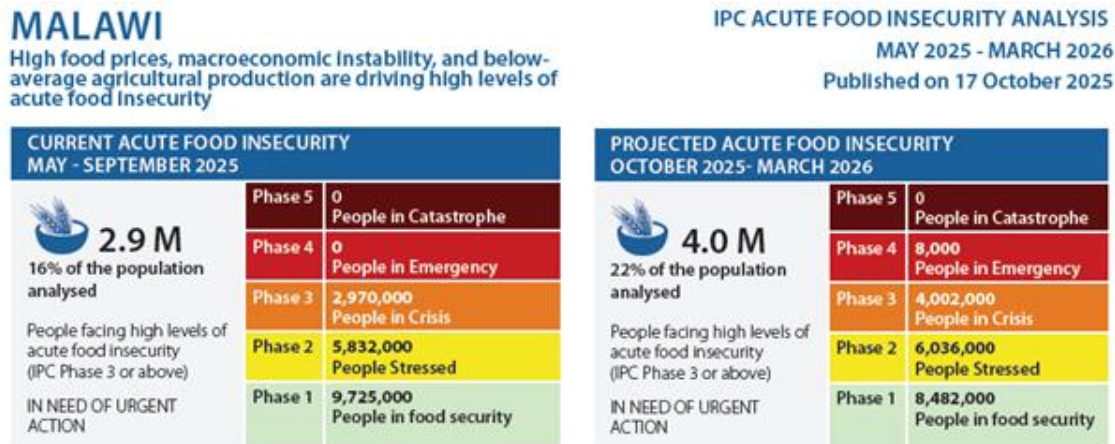 MALAWI
High food prices, macroeconomic instability, and below-
average agricultural production are driving high levels of
acute food insecurity
IPC ACUTE FOOD INSECURITY ANALYSIS
MAY 2025 - MARCH 2026
Published on 17 October 2025
CURRENT ACUTE FOOD INSECURITY
MAY - SEPTEMBER 2025
2.9 M
16% of the population
analysed
People facing high levels of
acute food insecurity
(IPC Phase 3 or above)
IN NEED OF URGENT
ACTION
Phase 5 0
People in Catastrophe
Phase 4 0
People in Emergency
Phase 3 2,970,000
People in Crisis
Phase 2 5,832,000
People Stressed
Phase 1 9,725,000
People in food security
PROJECTED ACUTE FOOD INSECURITY
OCTOBER 2025- MARCH 2026
4.0 M
22% of the population
analysed
People facing high levels of
acute food insecurity
(IPC Phase 3 or above)
IN NEED OF URGENT
ACTION
Phase 5 0
People in Catastrophe
Phase 4 8,000
People in Emergency
Phase 3 4,002,000
People in Crisis
Phase 2 6,036,000
People Stressed
Phase 1 8,482,000
People in food security